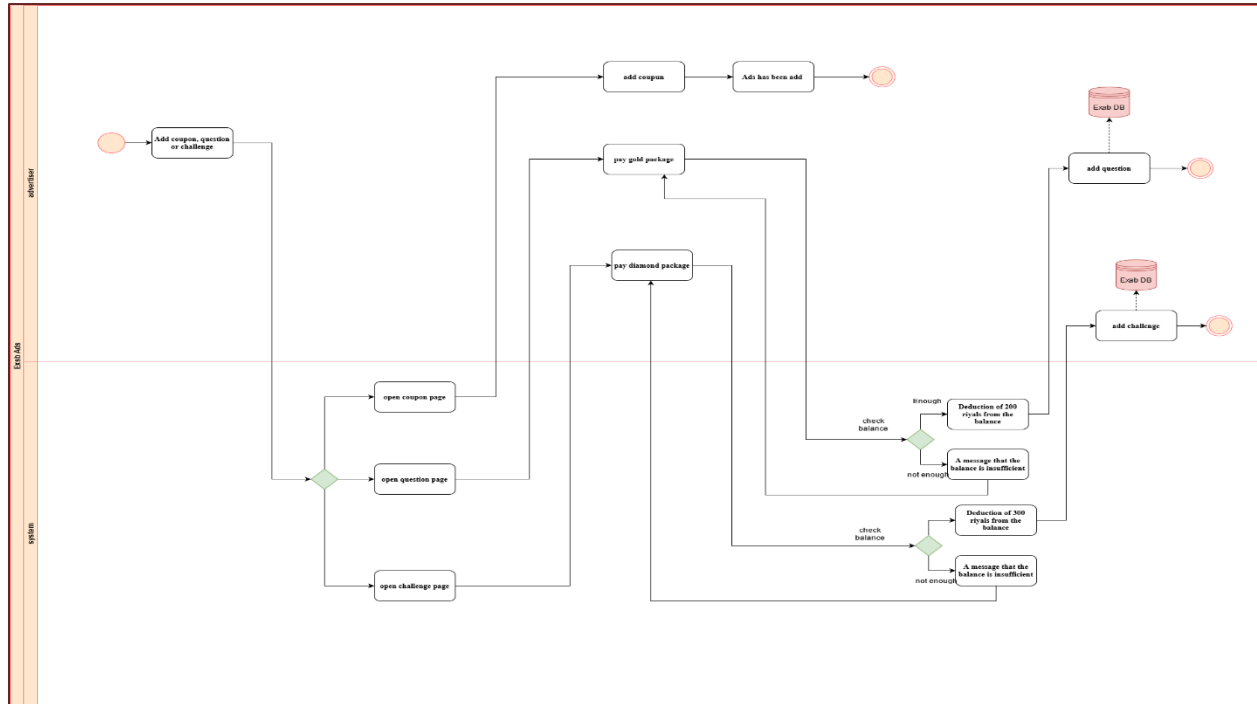 Exsb Ads
advertiser
system
Add coupon, question
or challenge
add coupun
Ads has been add
pay gold package
pay diamond package
Exab DB
add question
Exab DB
add challenge
open coupon page
open question page
open challenge page
check
balance
Enough
not enough
Deduction of 200
riyals from the
balance
A message that the
balance is insufficient
check
balance
not enough
Deduction of 300
riyals from the
balance
A message that the
balance is insufficient